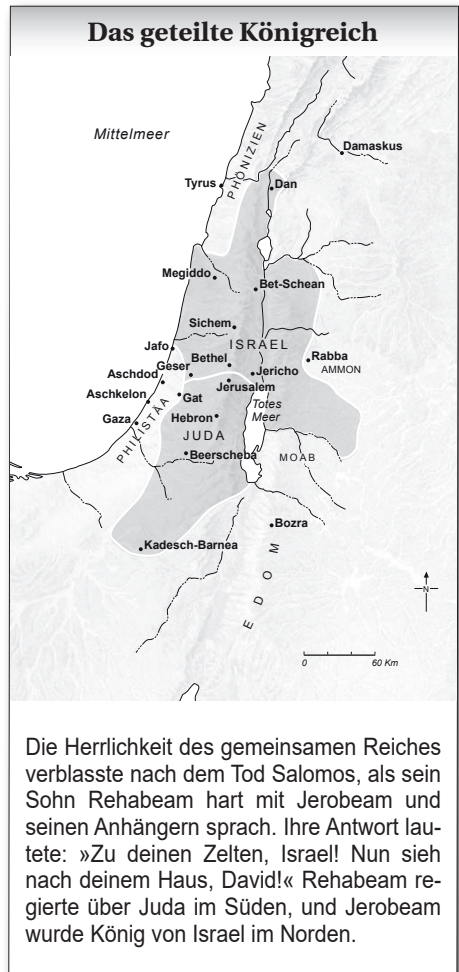 Das geteilte Königreich
Mittelmeer
PHÖNIZIEN
Damaskus
Tyrus
Dan
Megiddo
Bet-Schean
Sichem
ISRAEL
Jafo
Rabba
Geser
Bethel
AMMON
Jericho
Aschdod
Jerusalem
Aschkelon
Gat
Totes
Meer
Gaza
PHILISTÄA
Hebron
JUDA
MOAB
Beerscheba
Bozra
Kadesch-Barnea
EDOM
N
0 60 Km
Die Herrlichkeit des gemeinsamen Reiches
verblasste nach dem Tod Salomos, als sein
Sohn Rehabeam hart mit Jerobeam und
seinen Anhängern sprach. Ihre Antwort lau-
tete: »Zu deinen Zelten, Israel! Nun sieh
nach deinem Haus, David!« Rehabeam re-
gierte über Juda im Süden, und Jerobeam
wurde König von Israel im Norden.